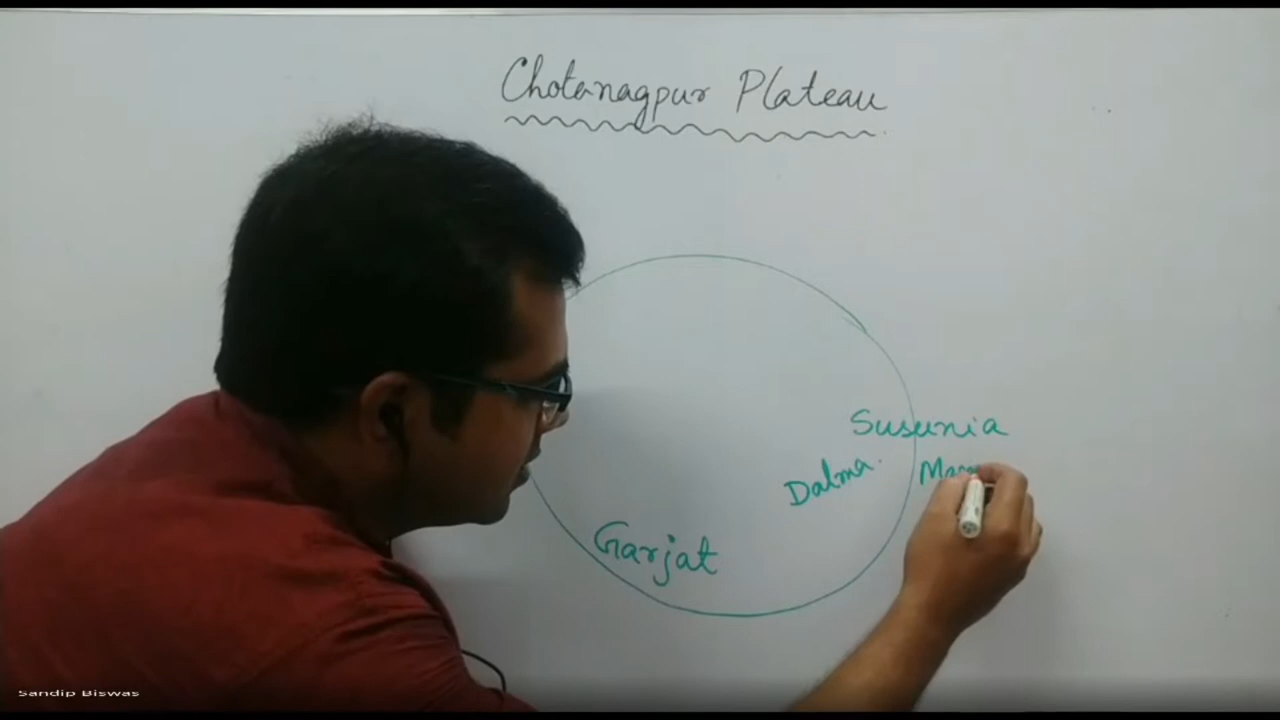 Chotanagpur Plateau
Susunia
Dalma
Garjat
Sandip Biswas